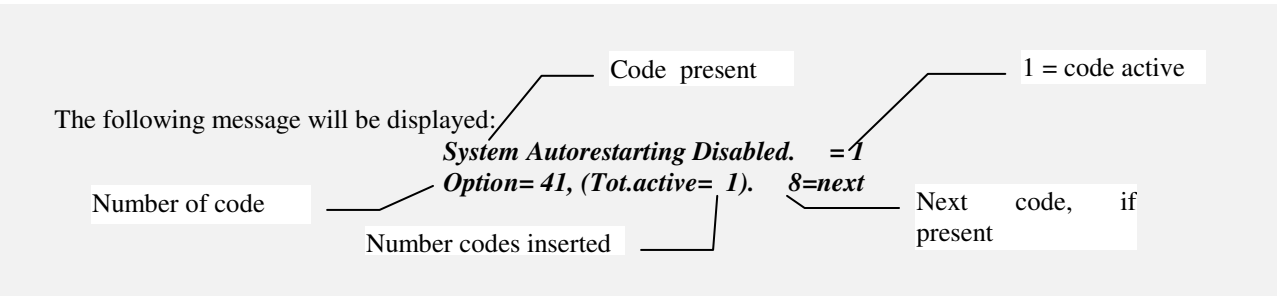 Code present
1 = code active
The following message will be displayed:
System Autorestarting Disabled. = 1
Option= 41, (Tot.active= 1). 8=next
Number of code
Next code, if
present
Number codes inserted